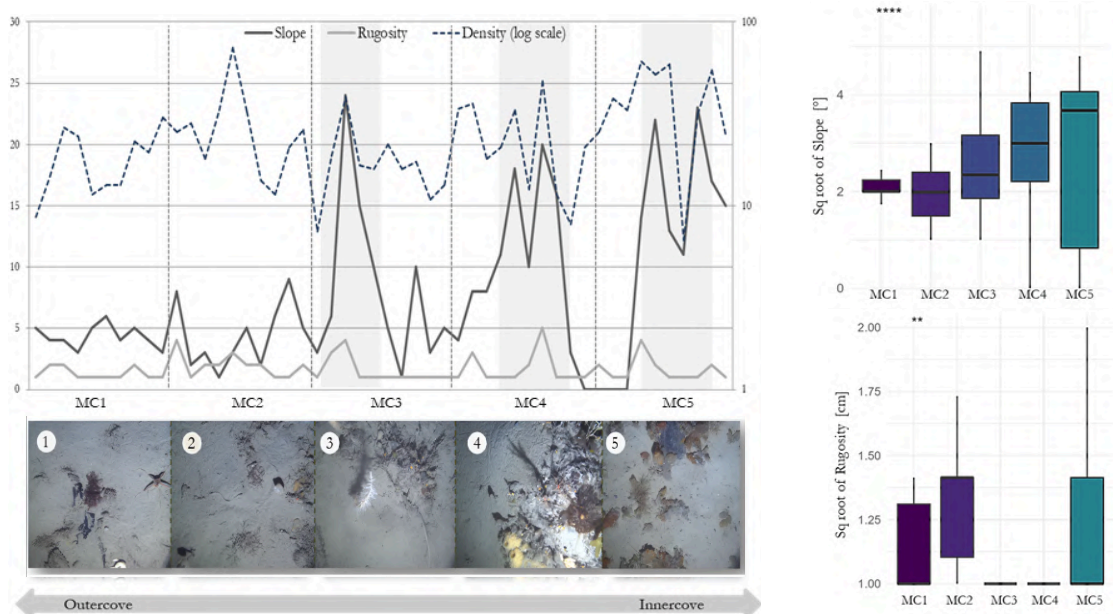 30
25
20
15
10
5
0
Slope Rugosity Density (log scale)
100
10
1
MC1 MC2 MC3 MC4 MC5
1 2 3 4 5
Outercove Innercove
****
Sq root of Slope [°]
4
2
0
MC1 MC2 MC3 MC4 MC5
**
Sq root of Rugosity [cm]
2.00
1.75
1.50
1.25
1.00
MC1 MC2 MC3 MC4 MC5